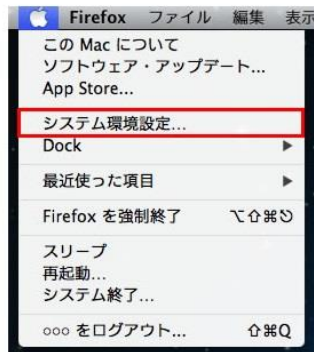 Firefox ファイル 編集 表示
この Mac について
ソフトウェア・アップデート...
App Store...
システム環境設定...
Dock ▶
最近使った項目 ▶
Firefox を強制終了 ⌥⇧⌘⎋
スリープ
再起動...
システム終了...
○○○ をログアウト... ⇧⌘Q